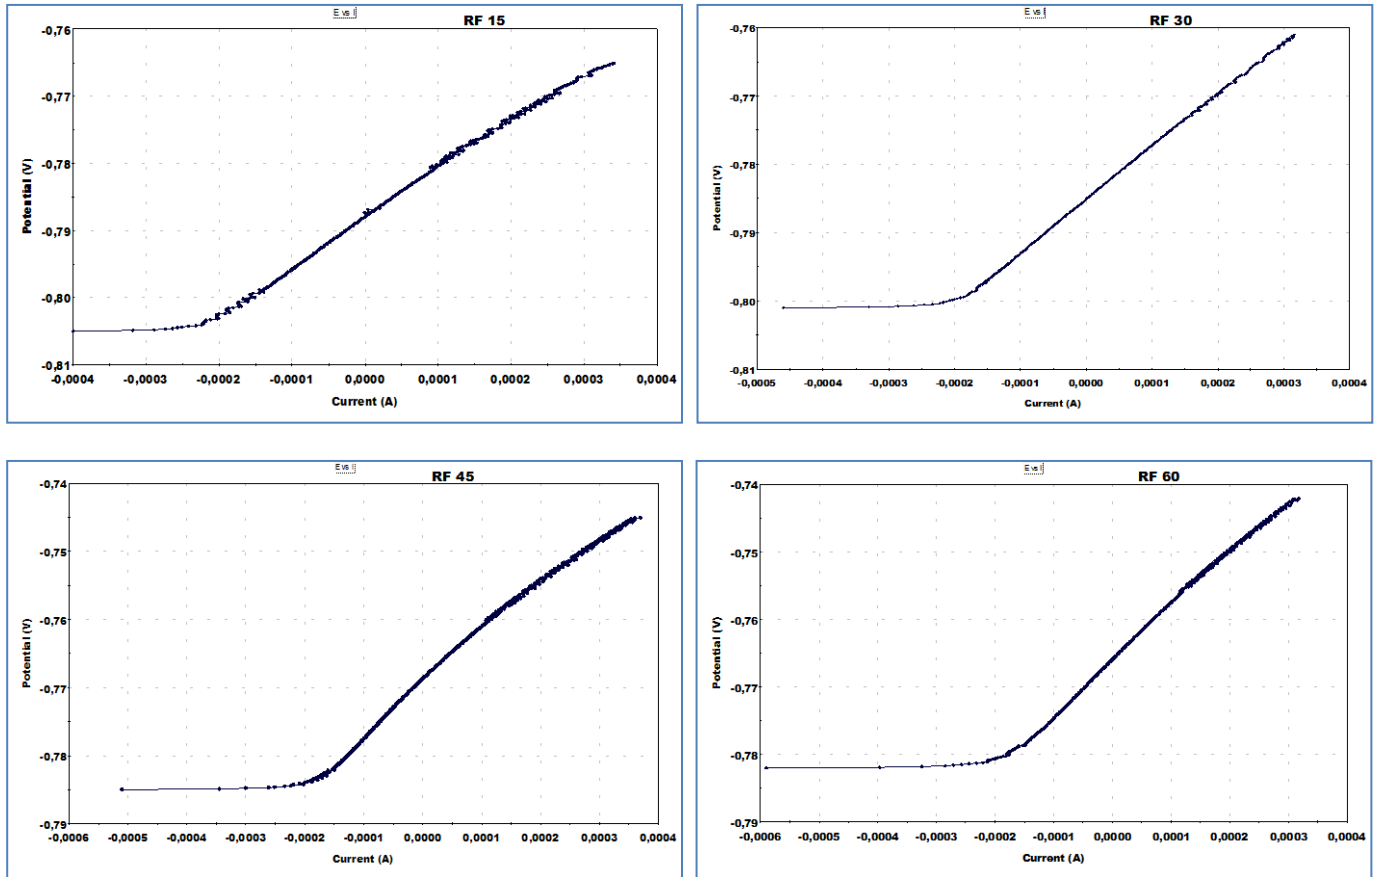 E vs I
RF 15
-0,76
-0,77
-0,78
-0,79
-0,80
-0,81
Potential (V)
-0,0004 -0,0003 -0,0002 -0,0001 0,0000 0,0001 0,0002 0,0003 0,0004
Current (A)
E vs I
RF 30
-0,76
-0,77
-0,78
-0,79
-0,80
-0,81
Potential (V)
-0,0005 -0,0004 -0,0003 -0,0002 -0,0001 0,0000 0,0001 0,0002 0,0003 0,0004
Current (A)
E vs I
RF 45
-0,74
-0,75
-0,76
-0,77
-0,78
-0,79
Potential (V)
-0,0006 -0,0005 -0,0004 -0,0003 -0,0002 -0,0001 0,0000 0,0001 0,0002 0,0003 0,0004
Current (A)
E vs I
RF 60
-0,74
-0,75
-0,76
-0,77
-0,78
-0,79
Potential (V)
-0,0006 -0,0005 -0,0004 -0,0003 -0,0002 -0,0001 0,0000 0,0001 0,0002 0,0003 0,0004
Current (A)